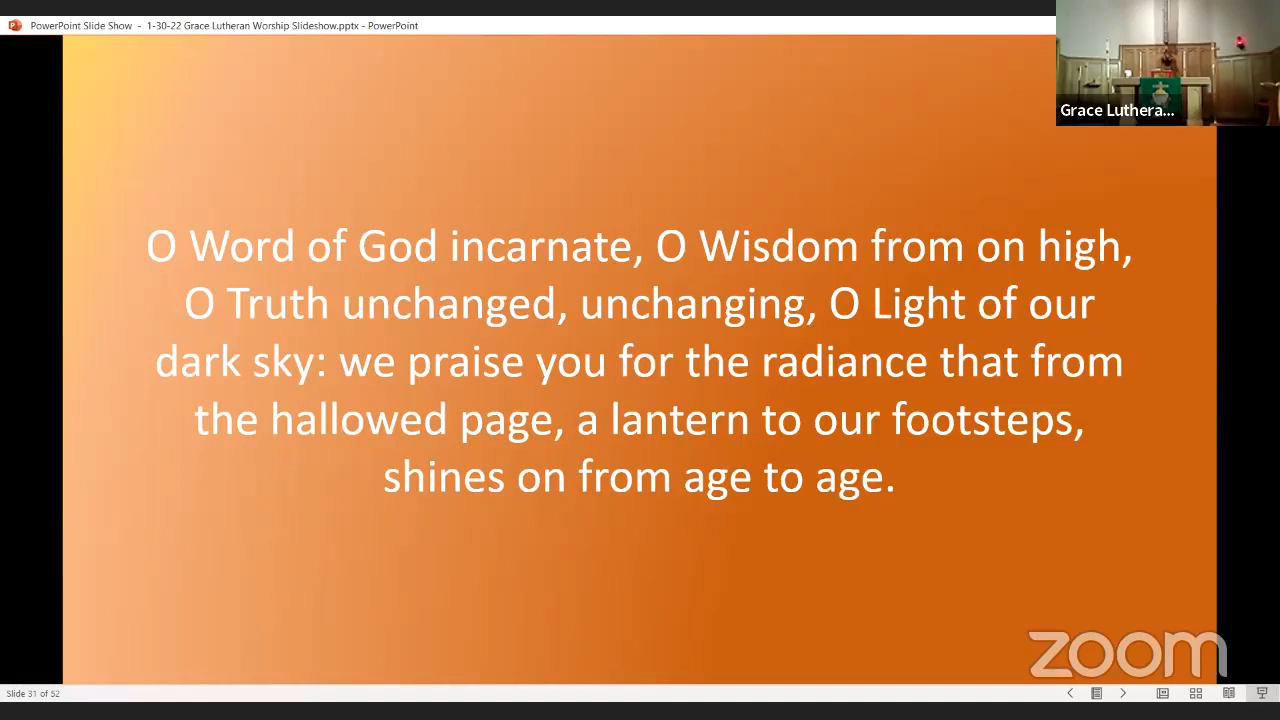 PowerPoint Slide Show - 1-30-22 Grace Lutheran Worship Slideshow.pptx - PowerPoint
Grace Luthera...
O Word of God incarnate, O Wisdom from on high,
O Truth unchanged, unchanging, O Light of our
dark sky: we praise you for the radiance that from
the hallowed page, a lantern to our footsteps,
shines on from age to age.
zoom
Slide 31 of 52